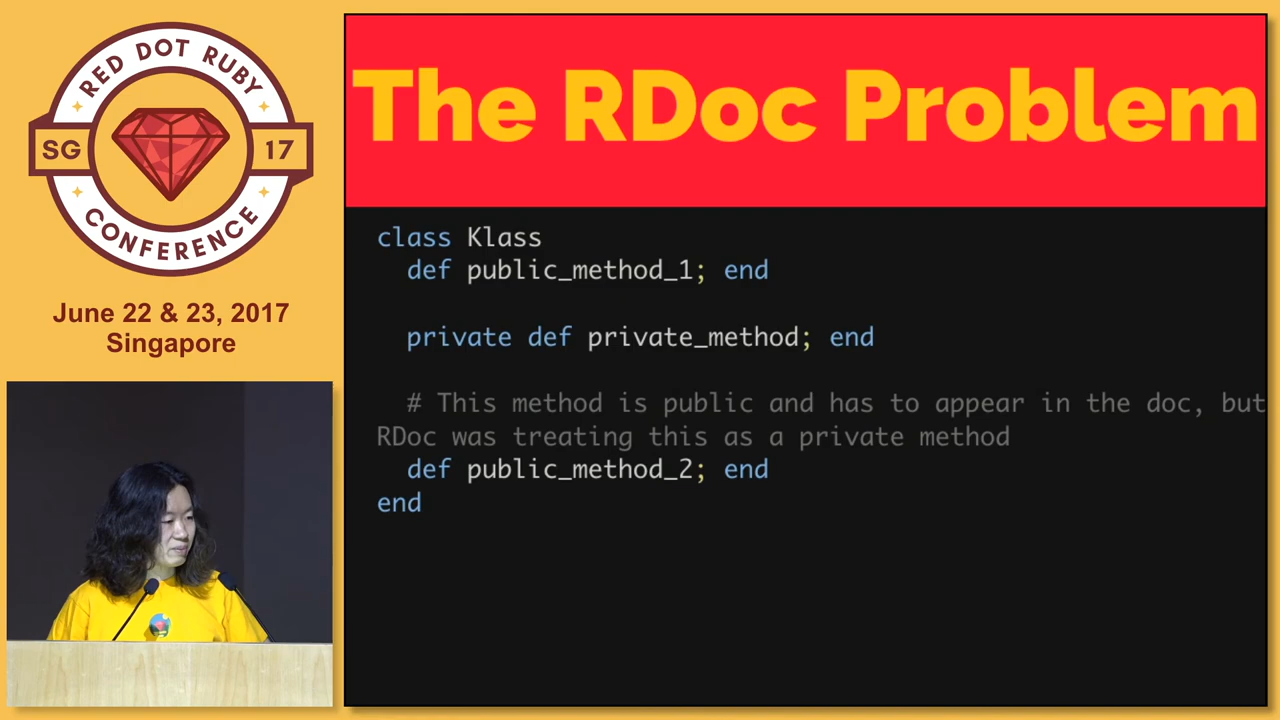 RED DOT RUBY
SG 17
CONFERENCE
June 22 & 23, 2017
Singapore
The RDoc Problem
class Klass
def public_method_1; end
private def private_method; end
# This method is public and has to appear in the doc, but
RDoc was treating this as a private method
def public_method_2; end
end